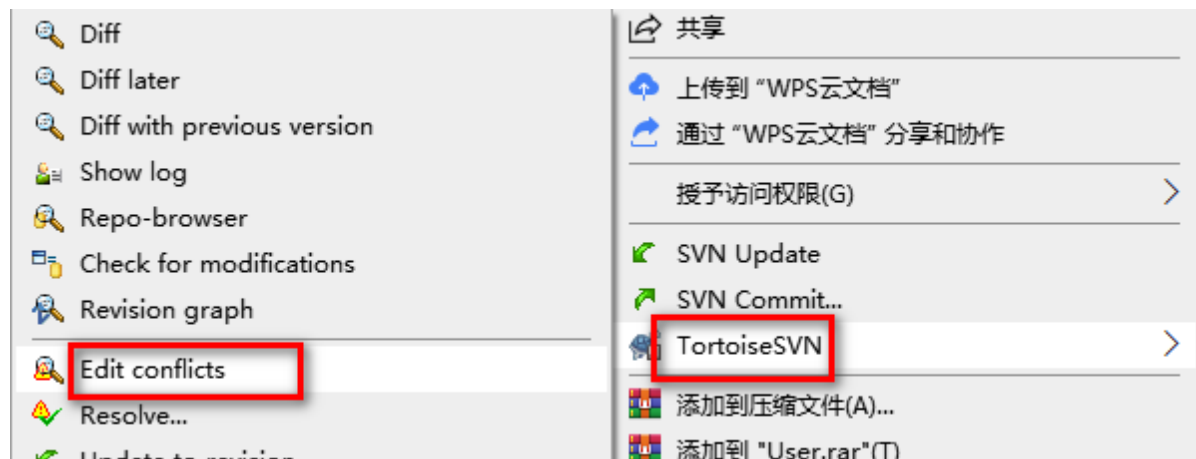 Diff
Diff later
Diff with previous version
Show log
Repo-browser
Check for modifications
Revision graph
Edit conflicts
Resolve...
Update to revision
共享
上传到 “WPS云文档”
通过 “WPS云文档” 分享和协作
授予访问权限(G)
SVN Update
SVN Commit...
TortoiseSVN
添加到压缩文件(A)...
添加到 "User.rar"(T)